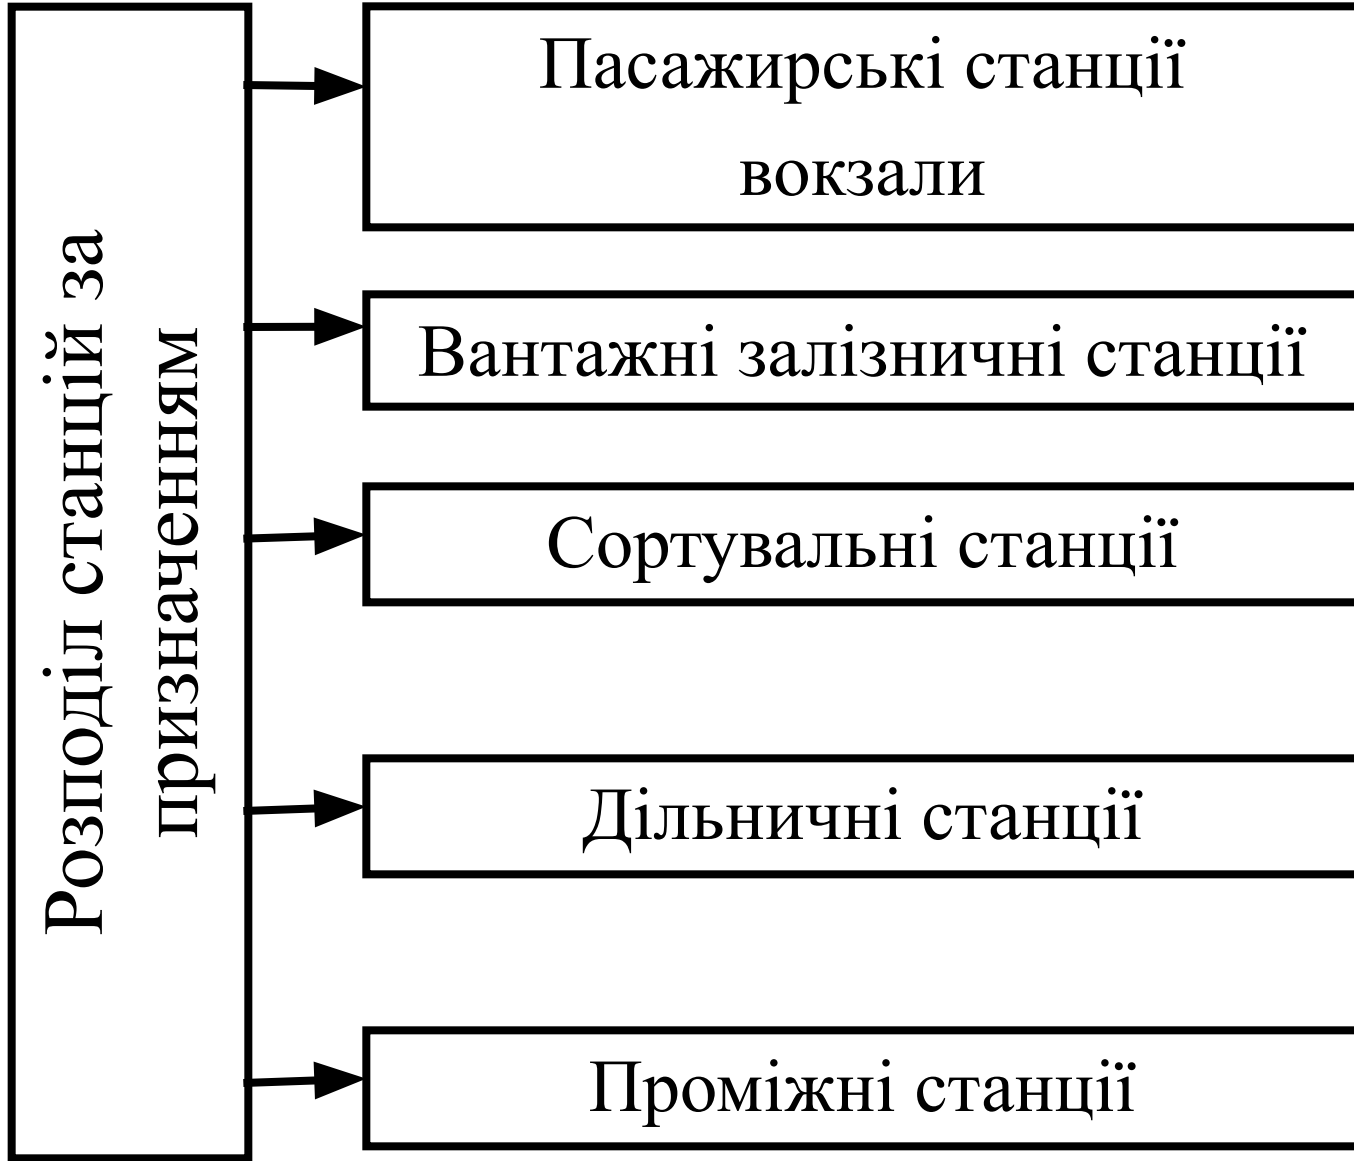 Розподіл станцій за
призначенням
Пасажирські станції
вокзали
Вантажні залізничні станції
Сортувальні станції
Дільничні станції
Проміжні станції